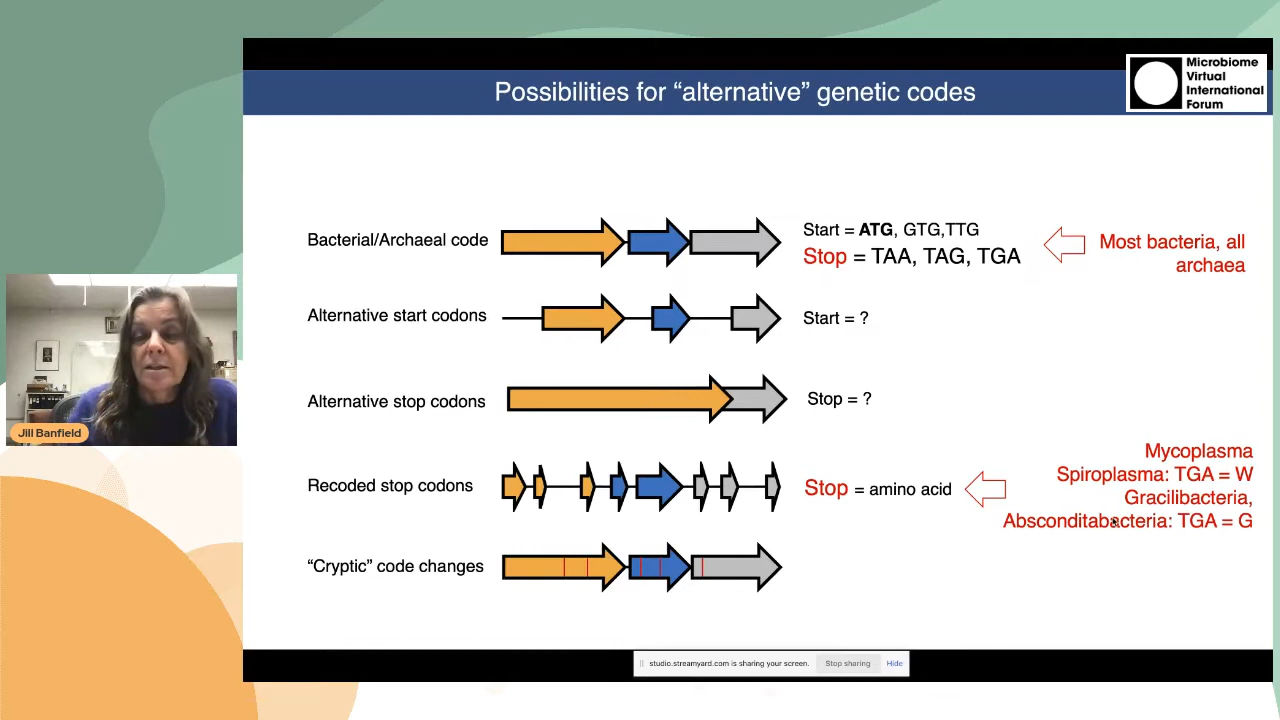 Possibilities for “alternative” genetic codes
Microbiome
Virtual
International
Forum
Bacterial/Archaeal code
Start = ATG, GTG,TTG
Stop = TAA, TAG, TGA
Most bacteria, all
archaea
Alternative start codons
Start = ?
Alternative stop codons
Stop = ?
Recoded stop codons
Stop = amino acid
Mycoplasma
Spiroplasma: TGA = W
Gracilibacteria,
Absconditabacteria: TGA = G
“Cryptic” code changes
Jill Banfield
studio.streamyard.com is sharing your screen.
Stop sharing
Hide